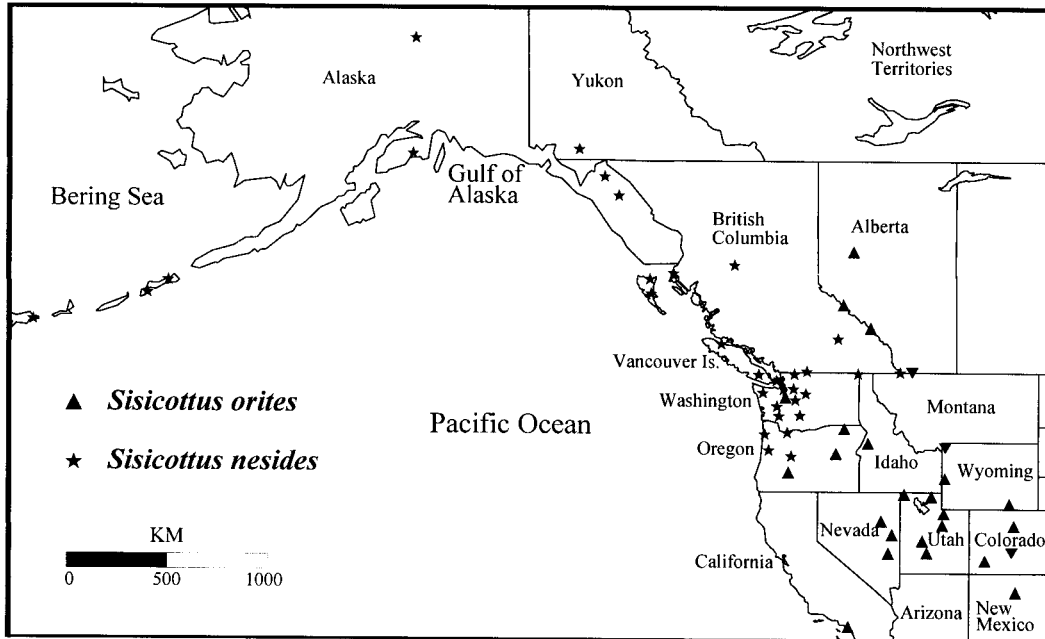 Alaska
Yukon
Northwest
Territories
Bering Sea
Gulf of
Alaska
British
Columbia
Alberta
Vancouver Is.
Washington
Montana
Pacific Ocean
Oregon
Idaho
Wyoming
Sisicottus orites
Sisicottus nesides
Nevada
Utah
Colorado
California
Arizona
New
Mexico
KM
0 500 1000